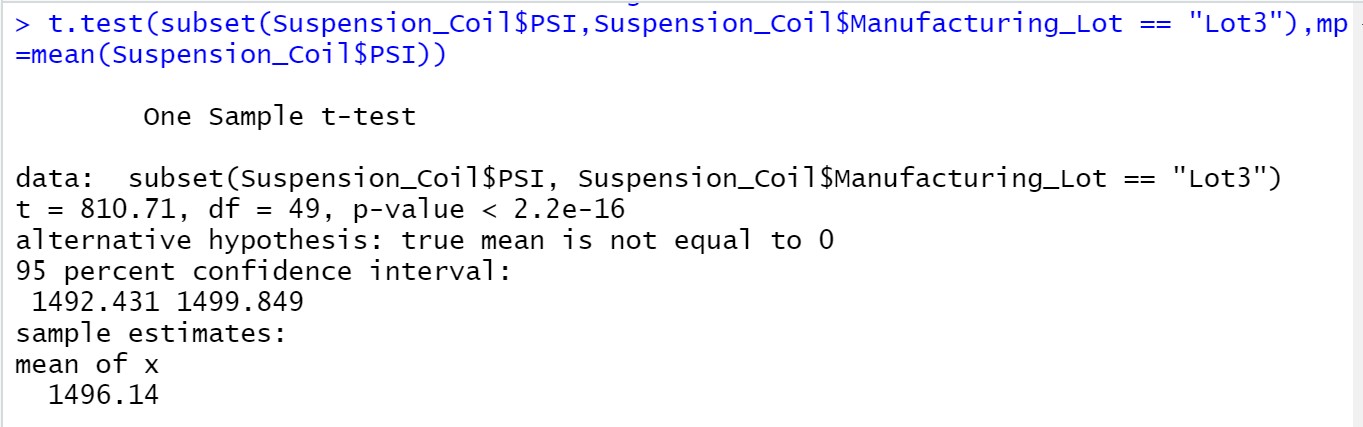 > t.test(subset(Suspension_Coil$PSI,Suspension_Coil$Manufacturing_Lot == "Lot3"),mp
=mean(Suspension_Coil$PSI))
One Sample t-test
data:  subset(Suspension_Coil$PSI, Suspension_Coil$Manufacturing_Lot == "Lot3")
t = 810.71, df = 49, p-value < 2.2e-16
alternative hypothesis: true mean is not equal to 0
95 percent confidence interval:
1492.431 1499.849
sample estimates:
mean of x
1496.14